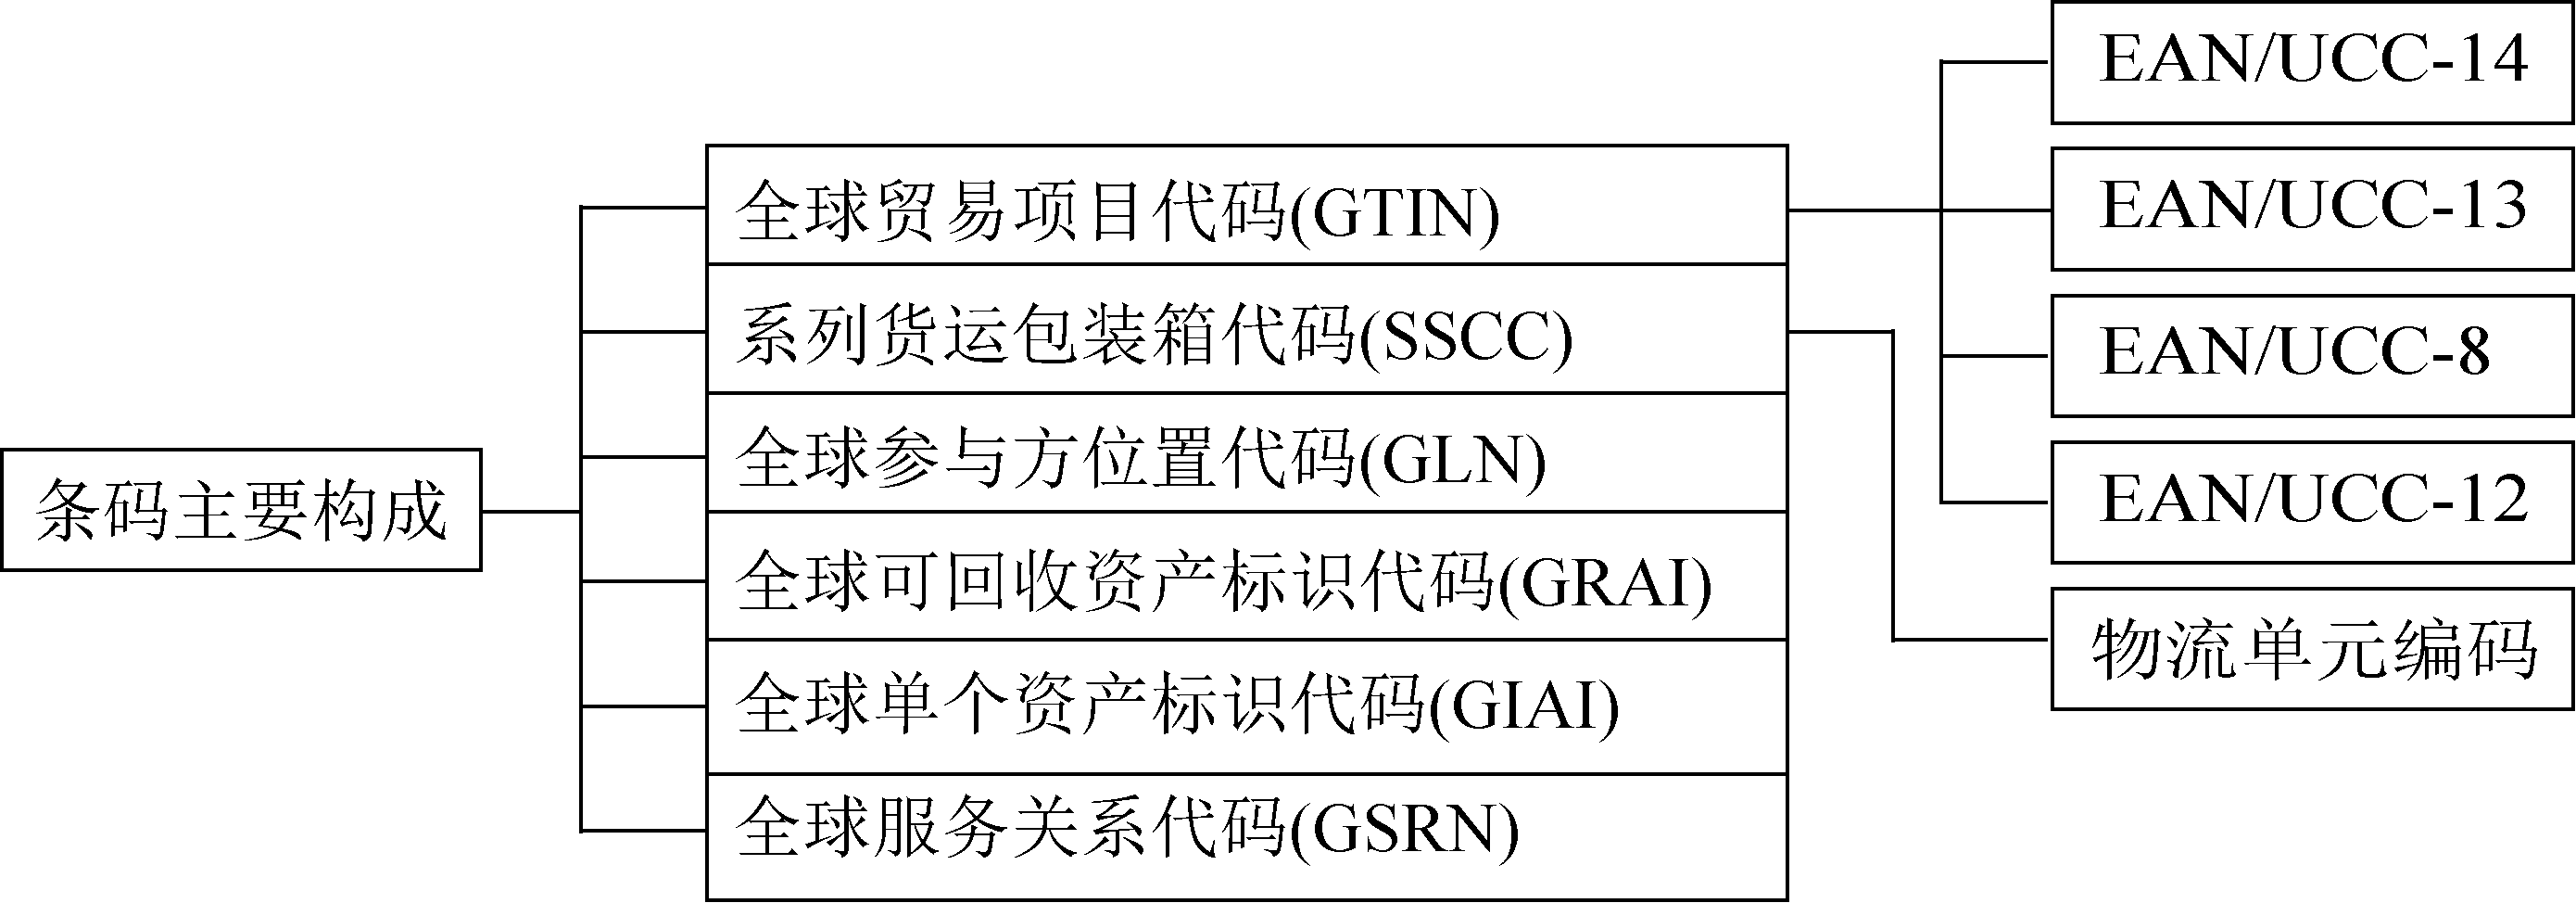 条码主要构成
全球贸易项目代码(GTIN)
系列货运包装箱代码(SSCC)
全球参与方位置代码(GLN)
全球可回收资产标识代码(GRAI)
全球单个资产标识代码(GIAI)
全球服务关系代码(GSRN)
EAN/UCC-14
EAN/UCC-13
EAN/UCC-8
EAN/UCC-12
物流单元编码